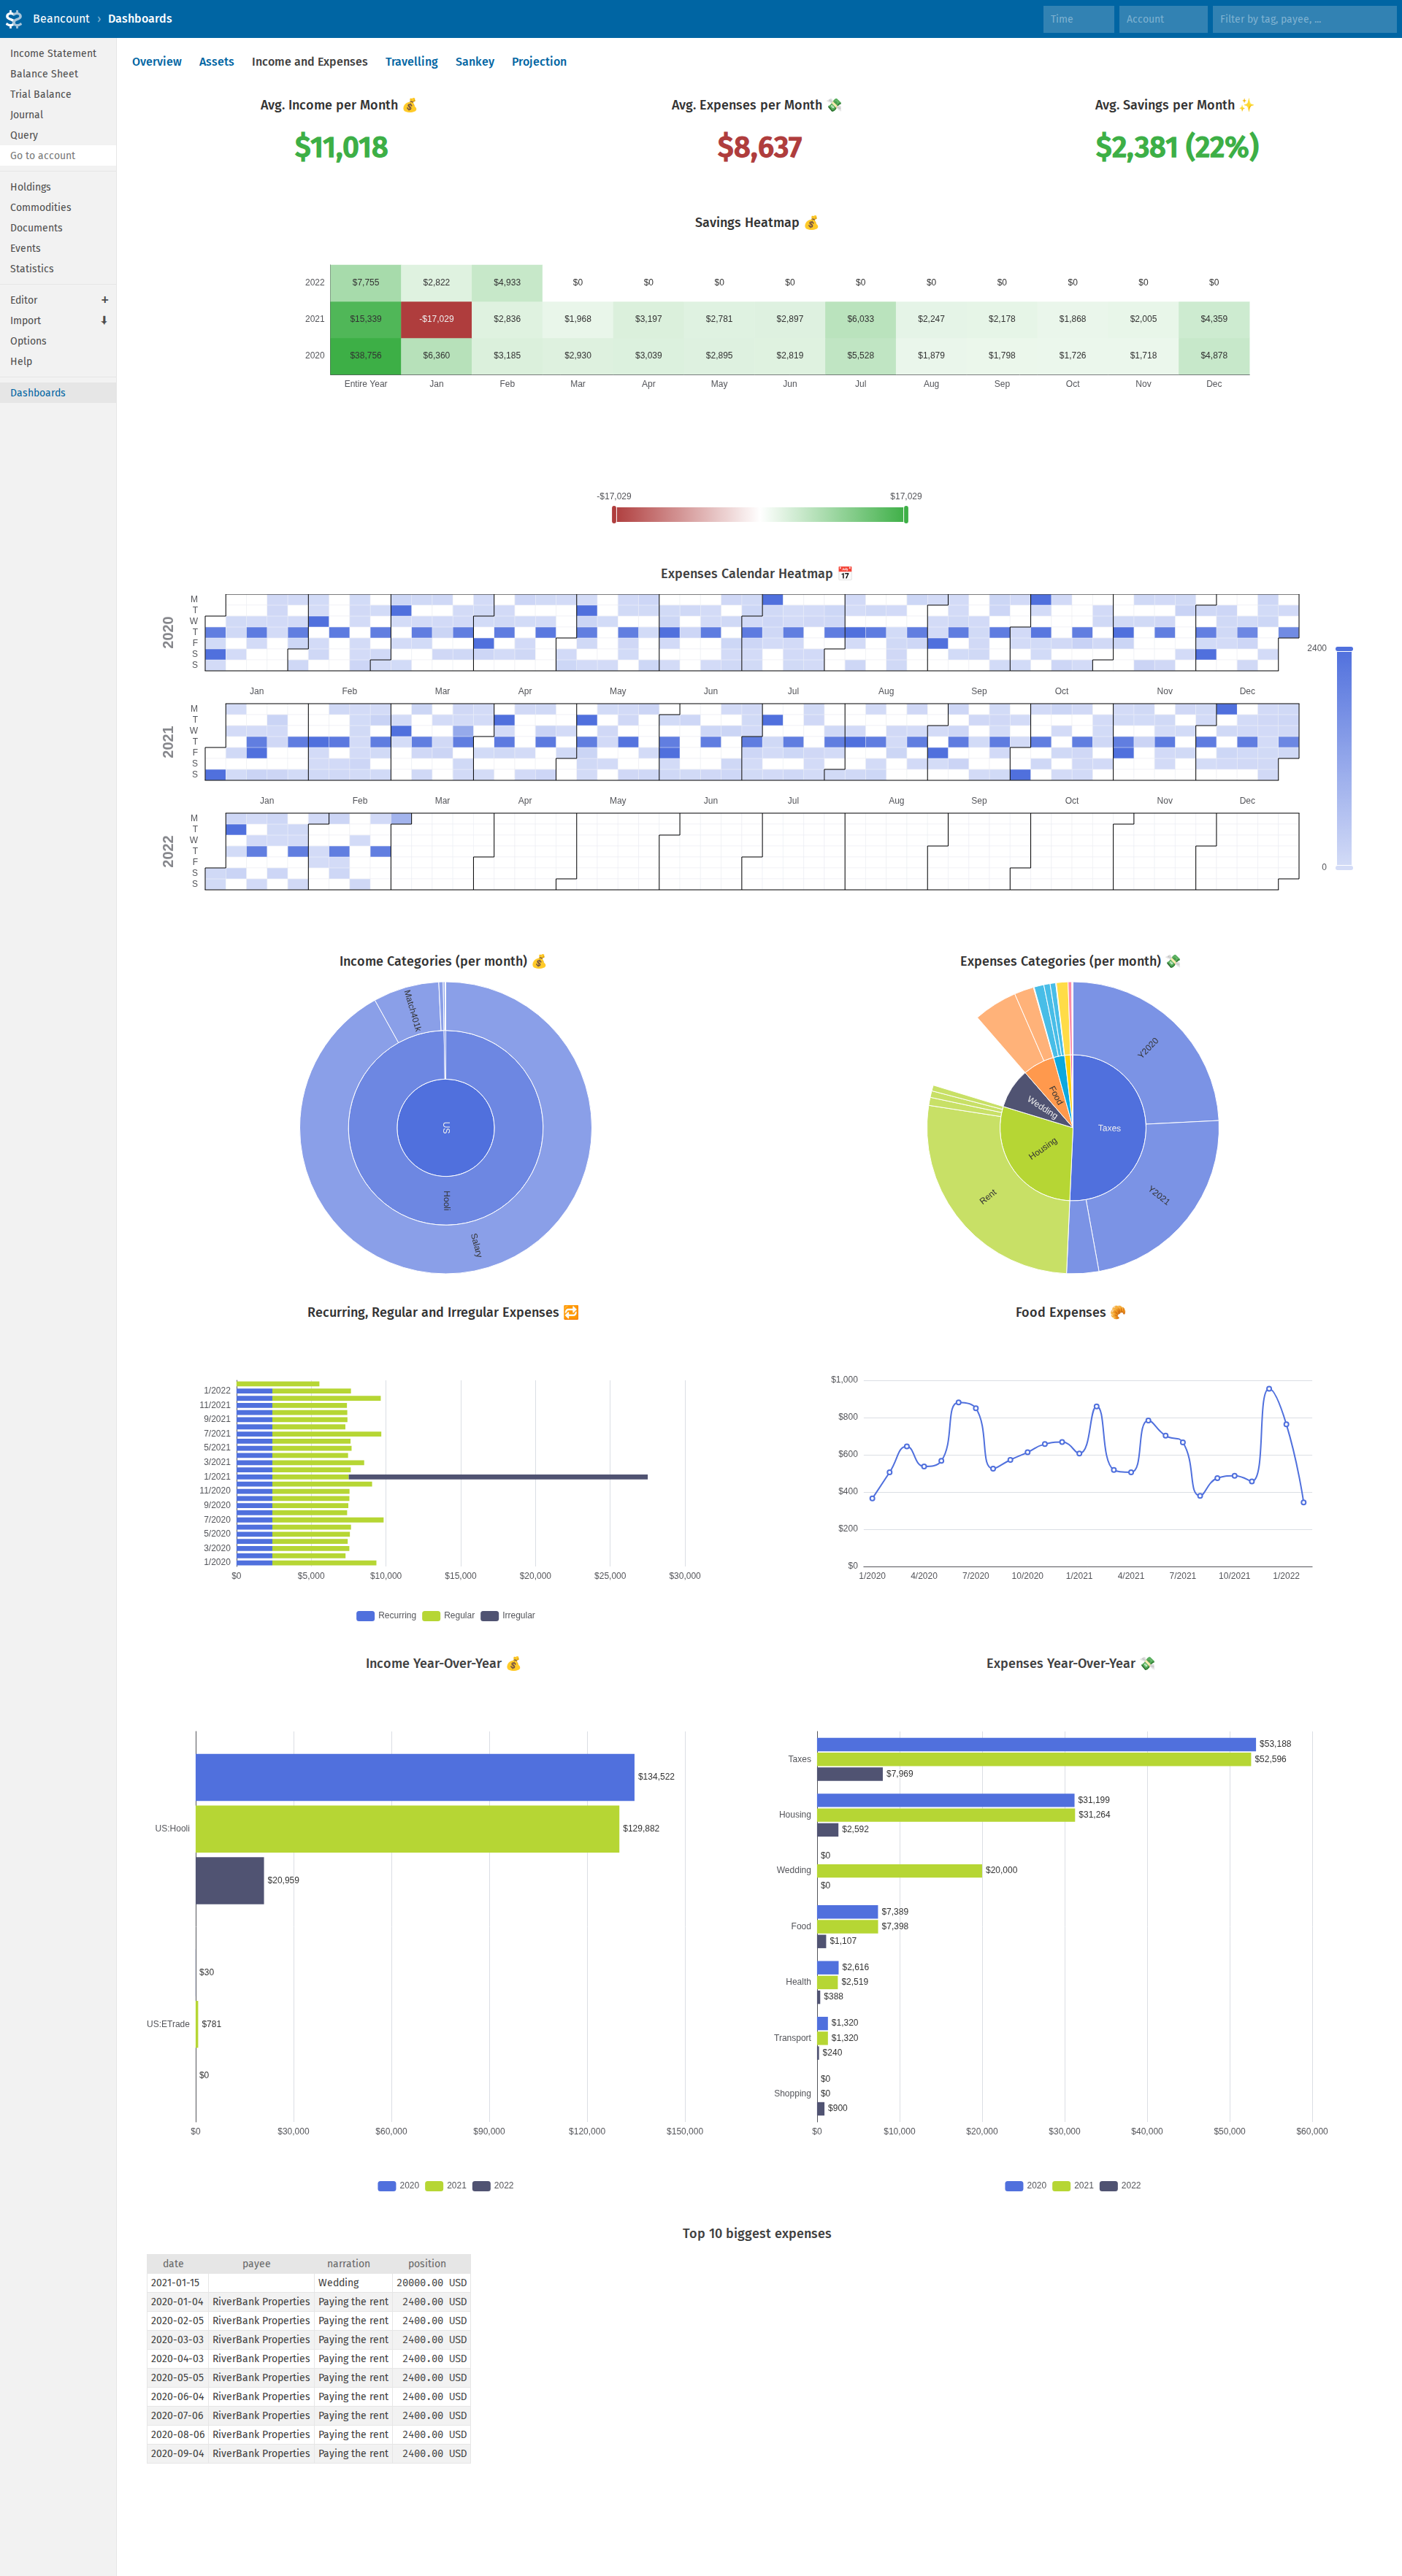 Beancount › Dashboards
Time
Account
Filter by tag, payee, ...
Income Statement
Balance Sheet
Trial Balance
Journal
Query
Go to account
Holdings
Commodities
Documents
Events
Statistics
Editor +
Import
Options
Help
Dashboards
Overview Assets Income and Expenses Travelling Sankey Projection
Avg. Income per Month 💰
$11,018
Avg. Expenses per Month 💸
$8,637
Avg. Savings per Month ✨
$2,381 (22%)
Savings Heatmap 💰
2022 $7,755 $2,822 $4,933 $0 $0 $0 $0 $0 $0 $0 $0 $0 $0
2021 $15,339 -$17,029 $2,836 $1,968 $3,197 $2,781 $2,897 $6,033 $2,247 $2,178 $1,868 $2,005 $4,359
2020 $38,756 $6,360 $3,185 $2,930 $3,039 $2,895 $2,819 $5,528 $1,879 $1,798 $1,726 $1,718 $4,878
Entire Year Jan Feb Mar Apr May Jun Jul Aug Sep Oct Nov Dec
-$17,029 $17,029
Expenses Calendar Heatmap 📅
2020
M
T
W
T
F
S
S
Jan Feb Mar Apr May Jun Jul Aug Sep Oct Nov Dec
2021
M
T
W
T
F
S
S
Jan Feb Mar Apr May Jun Jul Aug Sep Oct Nov Dec
2022
M
T
W
T
F
S
S
2400
0
Income Categories (per month) 💰
Match401k
US
Hooli
Salary
Expenses Categories (per month) 💸
Y2020
Food
Wedding
Taxes
Housing
Rent
Y2021
Recurring, Regular and Irregular Expenses 🔁
1/2022
11/2021
9/2021
7/2021
5/2021
3/2021
1/2021
11/2020
9/2020
7/2020
5/2020
3/2020
1/2020
$0 $5,000 $10,000 $15,000 $20,000 $25,000 $30,000
Recurring Regular Irregular
Food Expenses 🥐
$1,000
$800
$600
$400
$200
$0
1/2020 4/2020 7/2020 10/2020 1/2021 4/2021 7/2021 10/2021 1/2022
Income Year-Over-Year 💰
$134,522
US:Hooli $129,882
$20,959
$30
US:ETrade $781
$0
$0 $30,000 $60,000 $90,000 $120,000 $150,000
2020 2021 2022
Expenses Year-Over-Year 💸
$53,188
Taxes $52,596
$7,969
$31,199
Housing $31,264
$2,592
$0
Wedding $20,000
$0
$7,389
Food $7,398
$1,107
$2,616
Health $2,519
$388
$1,320
Transport $1,320
$240
$0
Shopping $0
$900
$0 $10,000 $20,000 $30,000 $40,000 $50,000 $60,000
2020 2021 2022
Top 10 biggest expenses
date payee narration position
2021-01-15 Wedding 20000.00 USD
2020-01-04 RiverBank Properties Paying the rent 2400.00 USD
2020-02-05 RiverBank Properties Paying the rent 2400.00 USD
2020-03-03 RiverBank Properties Paying the rent 2400.00 USD
2020-04-03 RiverBank Properties Paying the rent 2400.00 USD
2020-05-05 RiverBank Properties Paying the rent 2400.00 USD
2020-06-04 RiverBank Properties Paying the rent 2400.00 USD
2020-07-06 RiverBank Properties Paying the rent 2400.00 USD
2020-08-06 RiverBank Properties Paying the rent 2400.00 USD
2020-09-04 RiverBank Properties Paying the rent 2400.00 USD